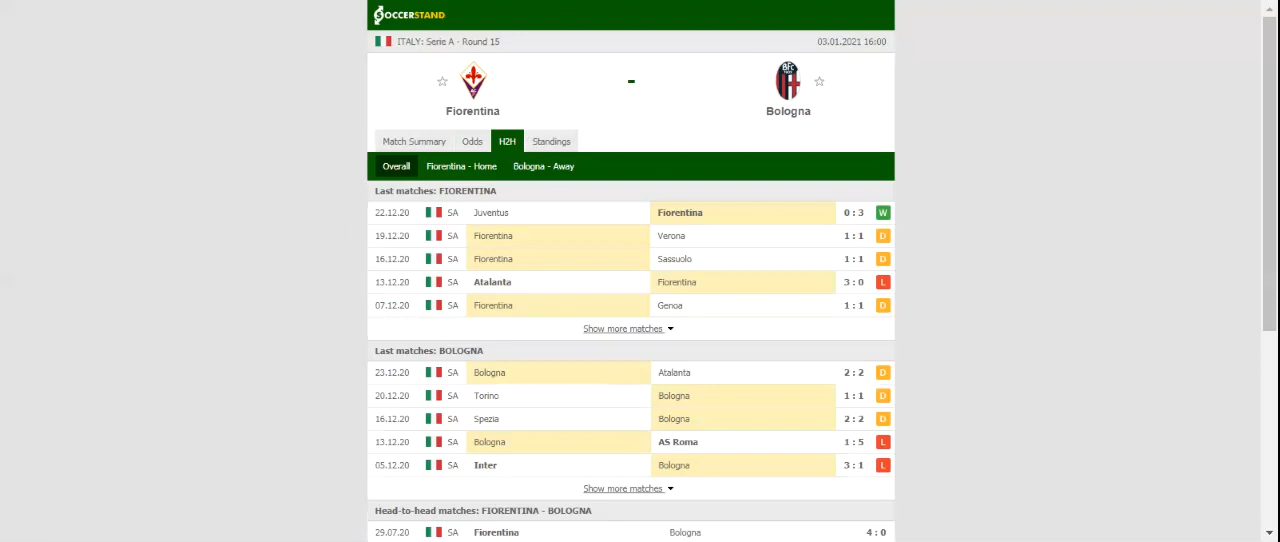 SOCCERSTAND
ITALY: Serie A - Round 15 03.01.2021 16:00
-
Fiorentina Bologna
Match Summary Odds H2H Standings
Overall Fiorentina - Home Bologna - Away
Last matches: FIORENTINA
22.12.20 SA Juventus Fiorentina 0 : 3 W
19.12.20 SA Fiorentina Verona 1 : 1 D
16.12.20 SA Fiorentina Sassuolo 1 : 1 D
13.12.20 SA Atalanta Fiorentina 3 : 0 L
07.12.20 SA Fiorentina Genoa 1 : 1 D
Show more matches
Last matches: BOLOGNA
23.12.20 SA Bologna Atalanta 2 : 2 D
20.12.20 SA Torino Bologna 1 : 1 D
16.12.20 SA Spezia Bologna 2 : 2 D
13.12.20 SA Bologna AS Roma 1 : 5 L
05.12.20 SA Inter Bologna 3 : 1 L
Show more matches
Head-to-head matches: FIORENTINA - BOLOGNA
29.07.20 SA Fiorentina Bologna 4 : 0